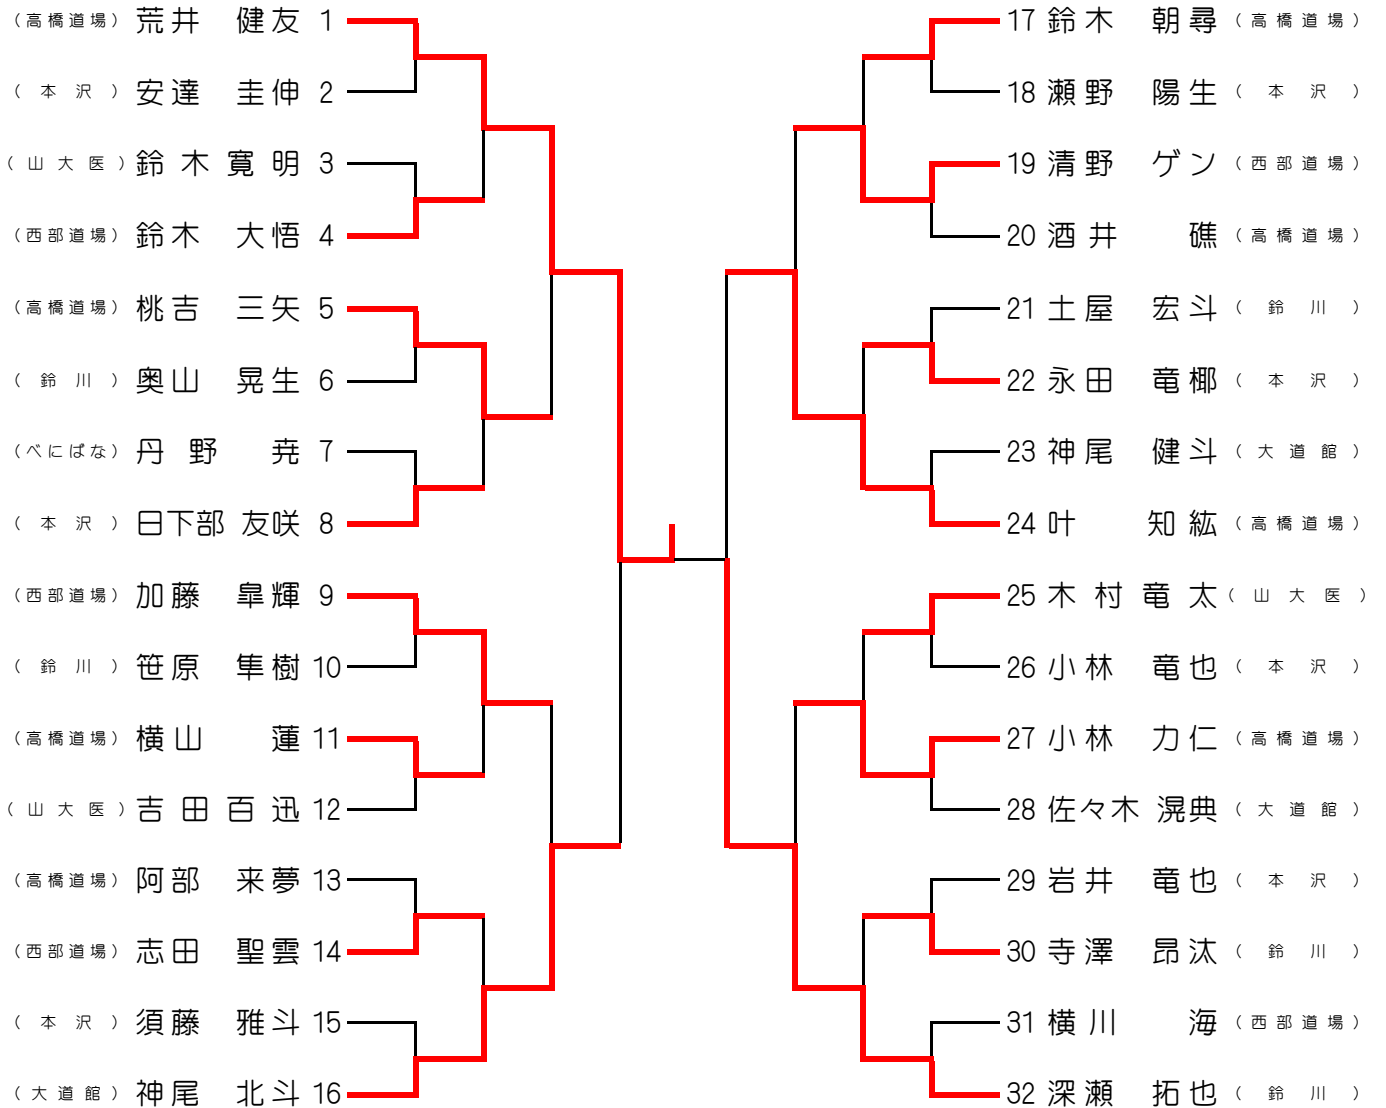 (高橋道場) 荒井 健友 1
(本沢) 安達 圭伸 2
(山大医) 鈴木寛明 3
(西部道場) 鈴木 大悟 4
(高橋道場) 桃吉 三矢 5
(鈴川) 奥山 晃生 6
(べにばな) 丹野 尭 7
(本沢) 日下部 友咲 8
(西部道場) 加藤 皐輝 9
(鈴川) 笹原 隼樹 10
(高橋道場) 横山 蓮 11
(山大医) 吉田百迅 12
(高橋道場) 阿部 来夢 13
(西部道場) 志田 聖雲 14
(本沢) 須藤 雅斗 15
(大道館) 神尾 北斗 16
17 鈴木 朝尋 (高橋道場)
18 瀬野 陽生 (本沢)
19 清野 ゲン (西部道場)
20 酒井 礁 (高橋道場)
21 土屋 宏斗 (鈴川)
22 永田 竜椰 (本沢)
23 神尾 健斗 (大道館)
24 叶 知紘 (高橋道場)
25 木村竜太 (山大医)
26 小林 竜也 (本沢)
27 小林 力仁 (高橋道場)
28 佐々木 滉典 (大道館)
29 岩井 竜也 (本沢)
30 寺澤 昂汰 (鈴川)
31 横川 海 (西部道場)
32 深瀬 拓也 (鈴川)